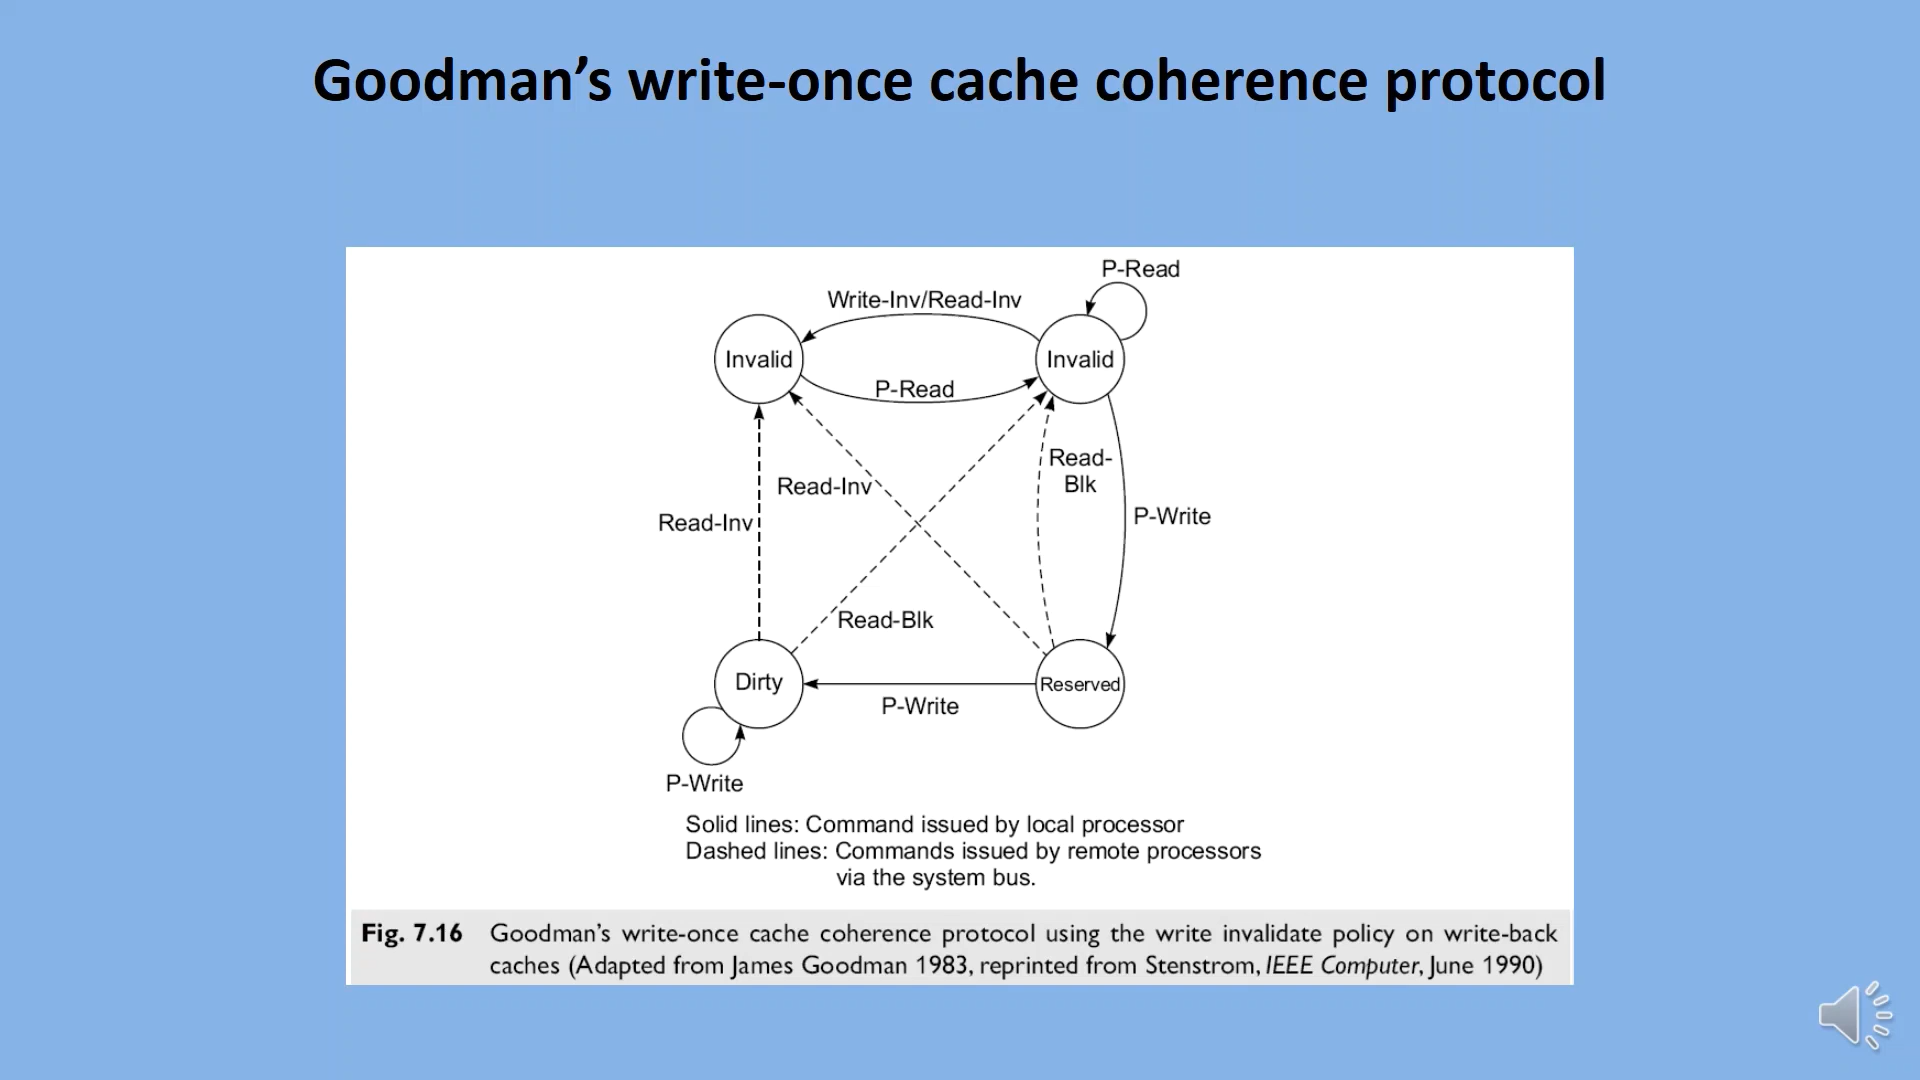 Goodman’s write-once cache coherence protocol
P-Read
Write-Inv/Read-Inv
Invalid
Invalid
P-Read
Read-
Blk
Read-Inv
P-Write
Read-Inv
Read-Blk
Dirty
Reserved
P-Write
P-Write
Solid lines: Command issued by local processor
Dashed lines: Commands issued by remote processors
via the system bus.
Fig. 7.16 Goodman’s write-once cache coherence protocol using the write invalidate policy on write-back
caches (Adapted from James Goodman 1983, reprinted from Stenstrom, IEEE Computer, June 1990)